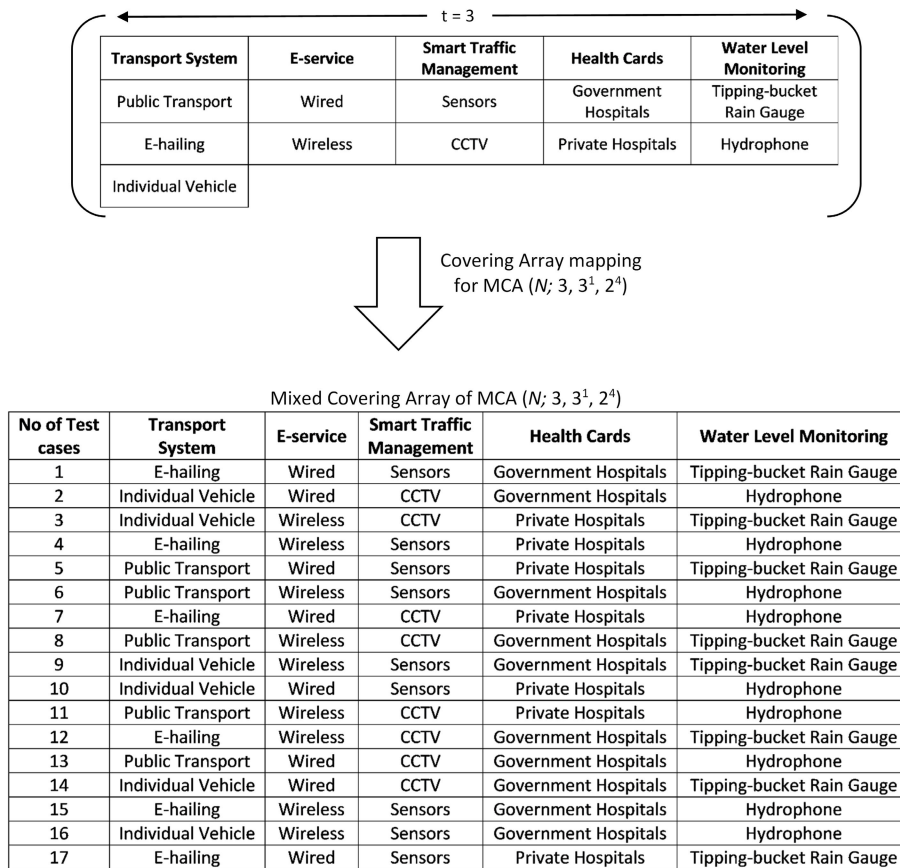 t = 3
Transport System E-service Smart Traffic Management Health Cards Water Level Monitoring
Public Transport Wired Sensors Government Hospitals Tipping-bucket Rain Gauge
E-hailing Wireless CCTV Private Hospitals Hydrophone
Individual Vehicle
Covering Array mapping
for MCA (N; 3, 3¹, 2⁴)
Mixed Covering Array of MCA (N; 3, 3¹, 2⁴)
No of Test cases Transport System E-service Smart Traffic Management Health Cards Water Level Monitoring
1 E-hailing Wired Sensors Government Hospitals Tipping-bucket Rain Gauge
2 Individual Vehicle Wired CCTV Government Hospitals Hydrophone
3 Individual Vehicle Wireless CCTV Private Hospitals Tipping-bucket Rain Gauge
4 E-hailing Wireless Sensors Private Hospitals Hydrophone
5 Public Transport Wired Sensors Private Hospitals Tipping-bucket Rain Gauge
6 Public Transport Wireless Sensors Government Hospitals Hydrophone
7 E-hailing Wired CCTV Private Hospitals Hydrophone
8 Public Transport Wireless CCTV Government Hospitals Tipping-bucket Rain Gauge
9 Individual Vehicle Wireless Sensors Government Hospitals Tipping-bucket Rain Gauge
10 Individual Vehicle Wired Sensors Private Hospitals Hydrophone
11 Public Transport Wireless CCTV Private Hospitals Hydrophone
12 E-hailing Wireless CCTV Government Hospitals Tipping-bucket Rain Gauge
13 Public Transport Wired CCTV Government Hospitals Hydrophone
14 Individual Vehicle Wired CCTV Government Hospitals Tipping-bucket Rain Gauge
15 E-hailing Wireless Sensors Government Hospitals Hydrophone
16 Individual Vehicle Wireless Sensors Government Hospitals Hydrophone
17 E-hailing Wired Sensors Private Hospitals Tipping-bucket Rain Gauge